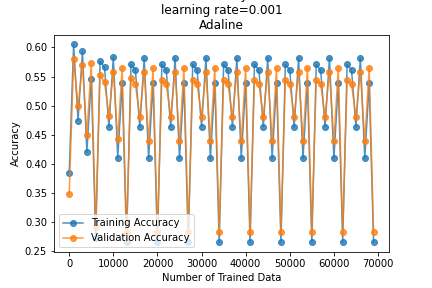 learning rate=0.001
Adaline
0.60
0.55
0.50
0.45
0.40
0.35
0.30
0.25
Accuracy
Training Accuracy
Validation Accuracy
0 10000 20000 30000 40000 50000 60000 70000
Number of Trained Data